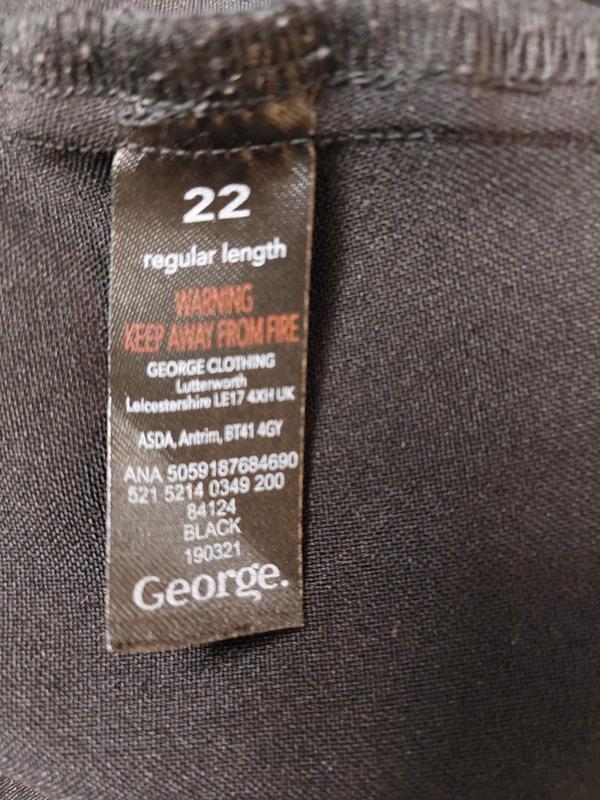 22
regular length
WARNING
KEEP AWAY FROM FIRE
GEORGE CLOTHING
Lutterworth
Leicestershire LE17 4XH UK
ASDA, Antrim, BT41 4GY
ANA 5059187684690
521 5214 0349 200
84124
BLACK
190321
George.